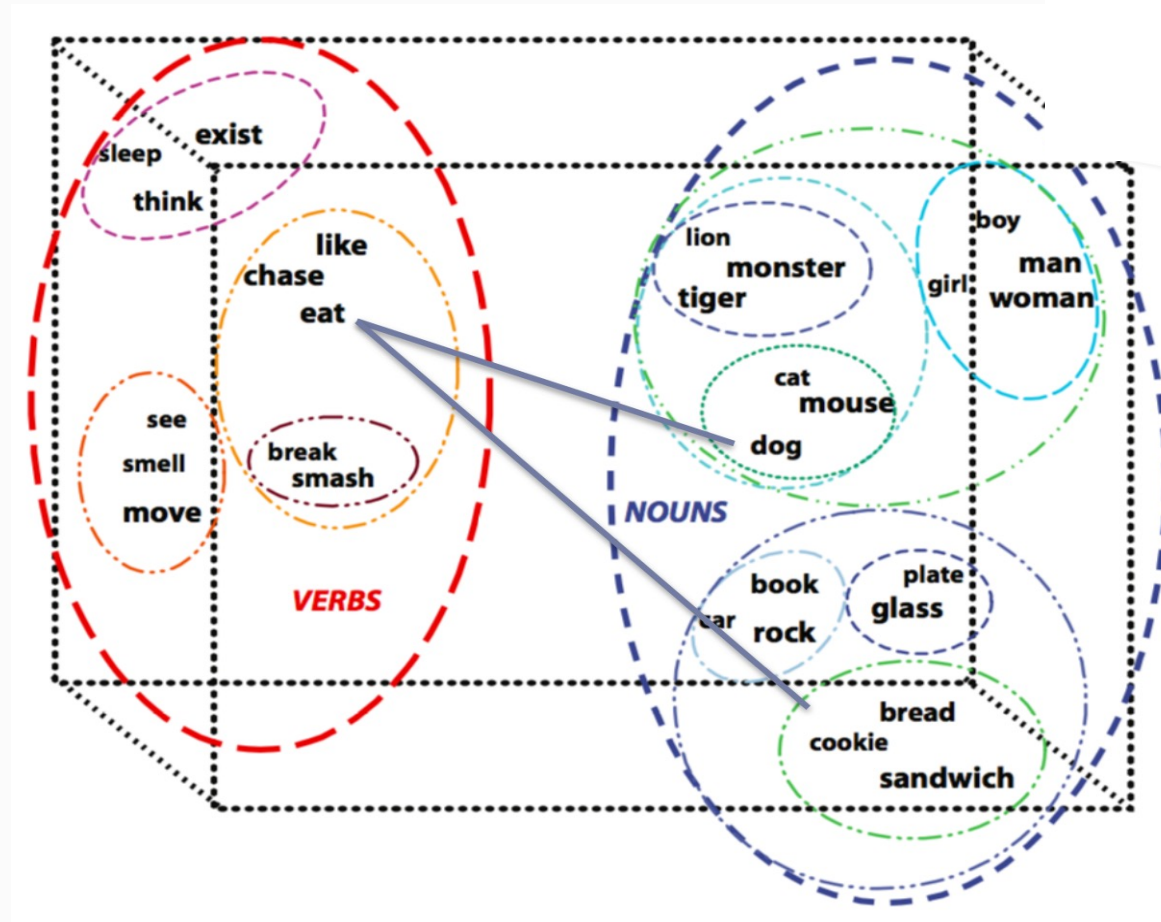 exist
sleep
think
like
chase
eat
see
smell
move
break
smash
VERBS
lion
monster
tiger
boy
man
girl
woman
cat
mouse
dog
NOUNS
book
car
rock
plate
glass
bread
cookie
sandwich